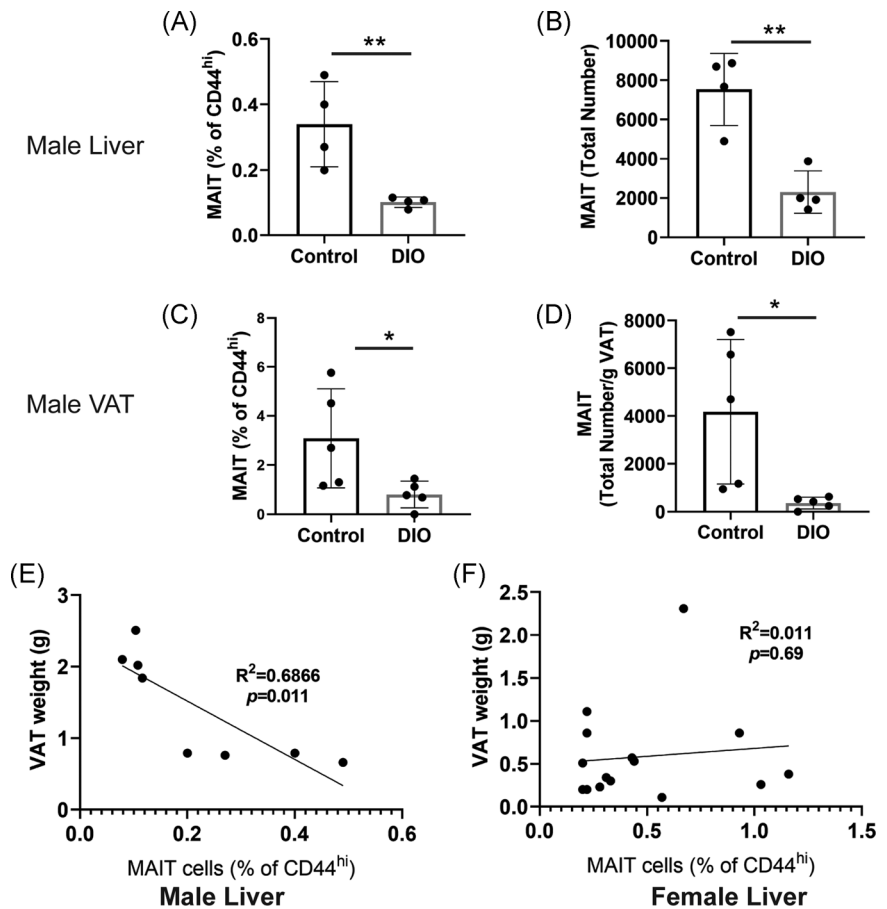 (A)
(B)
Male Liver
MAIT (% of CD44hi)
0.6
0.4
0.2
0.0
**
Control
DIO
MAIT (Total Number)
10000
8000
6000
4000
2000
0
**
Control
DIO
(C)
(D)
Male VAT
MAIT (% of CD44hi)
8
6
4
2
0
*
Control
DIO
MAIT
(Total Number/g VAT)
8000
6000
4000
2000
0
*
Control
DIO
(E)
VAT weight (g)
3
2
1
0
R2=0.6866
p=0.011
0.0
0.2
0.4
0.6
MAIT cells (% of CD44hi)
Male Liver
(F)
VAT weight (g)
2.5
2.0
1.5
1.0
0.5
0.0
R2=0.011
p=0.69
0.0
0.5
1.0
1.5
MAIT cells (% of CD44hi)
Female Liver